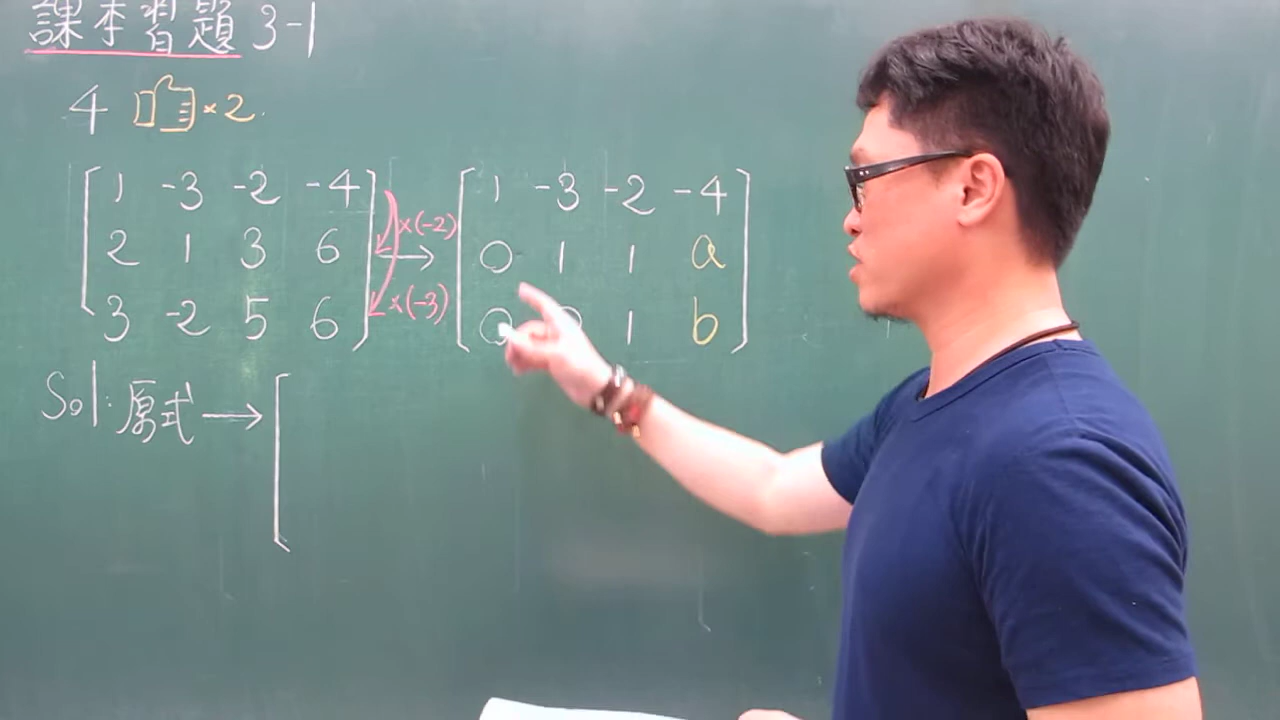 課本習題 3-1
4 ×2.
1 -3 -2 -4 ×(-2) 1 -3 -2 -4
2 1 3 6 → 0 1 1 a
3 -2 5 6 ×(-3) 0 0 1 b
Sol: 原式 →